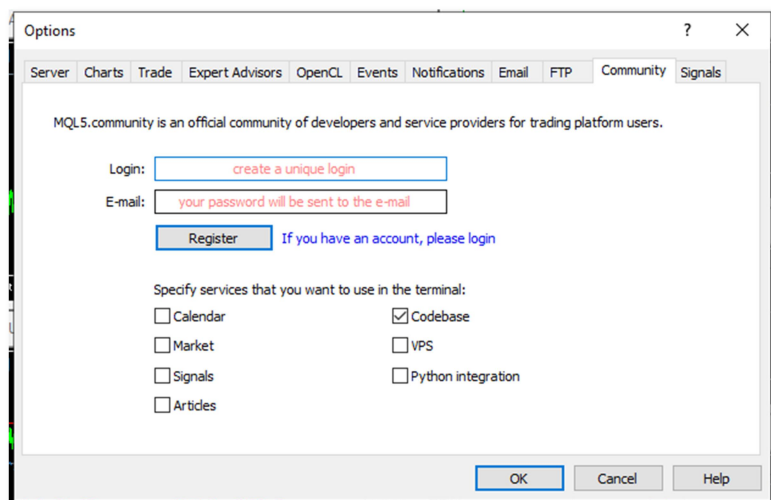 Options
Server Charts Trade Expert Advisors OpenCL Events Notifications Email FTP Community Signals
MQL5.community is an official community of developers and service providers for trading platform users.
Login: create a unique login
E-mail: your password will be sent to the e-mail
Register If you have an account, please login
Specify services that you want to use in the terminal:
Calendar Codebase
Market VPS
Signals Python integration
Articles
OK Cancel Help